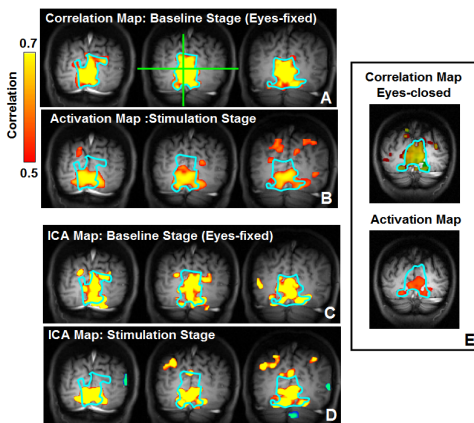 Correlation Map: Baseline Stage (Eyes-fixed)
0.7
Correlation
0.5
A
Activation Map :Stimulation Stage
B
ICA Map: Baseline Stage (Eyes-fixed)
C
ICA Map: Stimulation Stage
D
Correlation Map
Eyes-closed
Activation Map
E